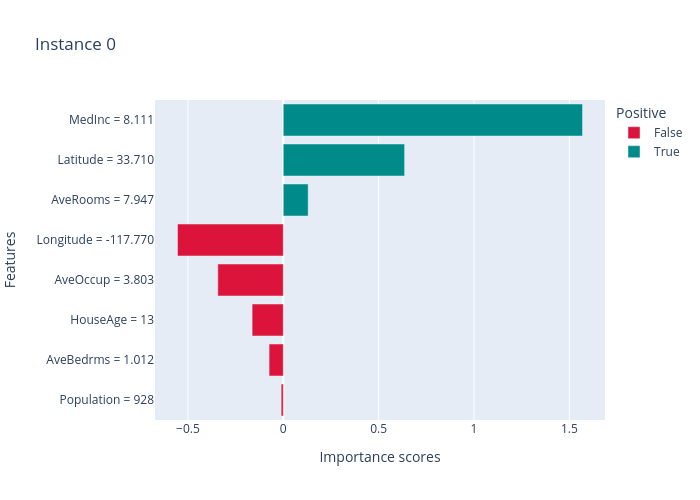 Instance 0
Positive
False
True
Features
MedInc = 8.111
Latitude = 33.710
AveRooms = 7.947
Longitude = -117.770
AveOccup = 3.803
HouseAge = 13
AveBedrms = 1.012
Population = 928
−0.5 0 0.5 1 1.5
Importance scores